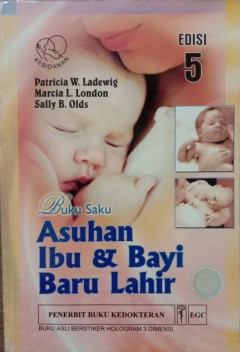 KEBIDANAN
EDISI
5
Patricia W. Ladewig
Marcia L. London
Sally B. Olds
Buku Saku
Asuhan
Ibu & Bayi
Baru Lahir
PENERBIT BUKU KEDOKTERAN EGC
BUKU ASLI BERSTIKER HOLOGRAM 3 DIMENSI